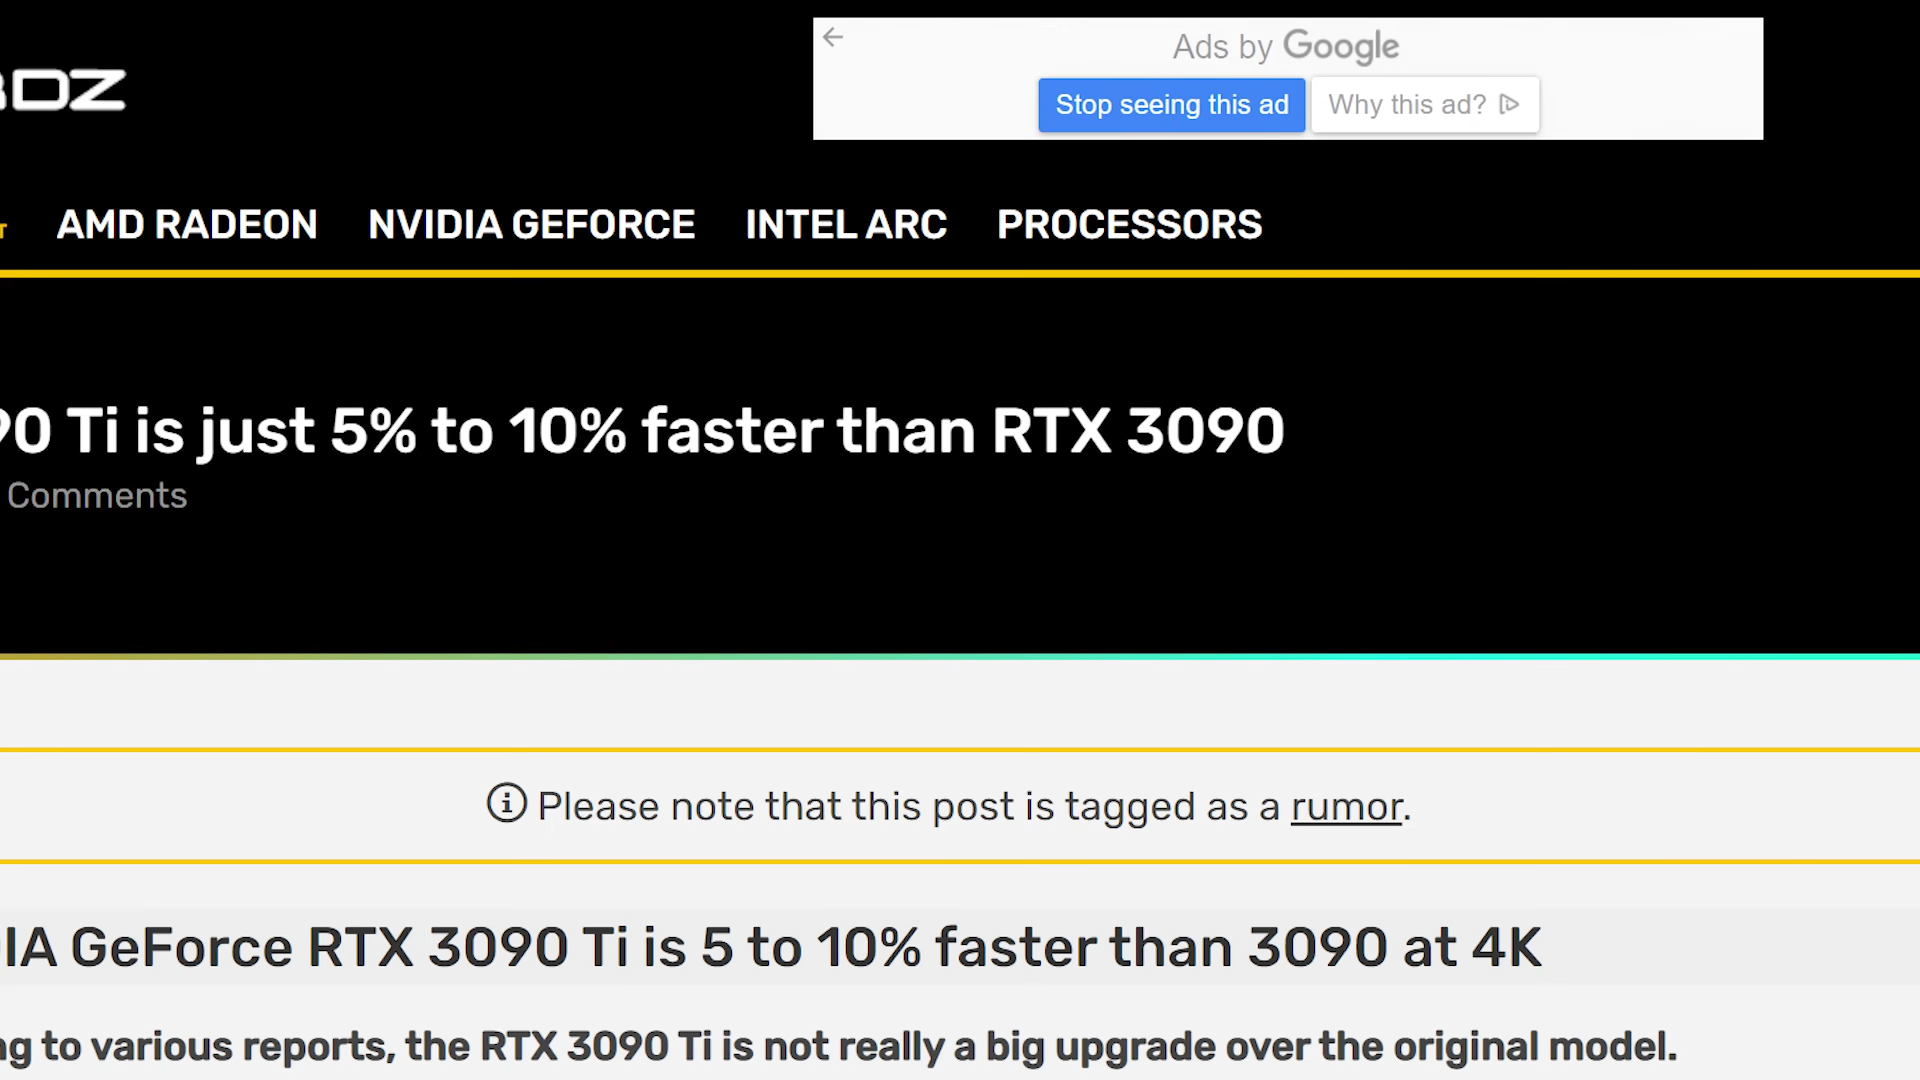 Ads by Google
Stop seeing this ad
Why this ad?
DZ
AMD RADEON NVIDIA GEFORCE INTEL ARC PROCESSORS
90 Ti is just 5% to 10% faster than RTX 3090
Comments
Please note that this post is tagged as a rumor.
IA GeForce RTX 3090 Ti is 5 to 10% faster than 3090 at 4K
ng to various reports, the RTX 3090 Ti is not really a big upgrade over the original model.